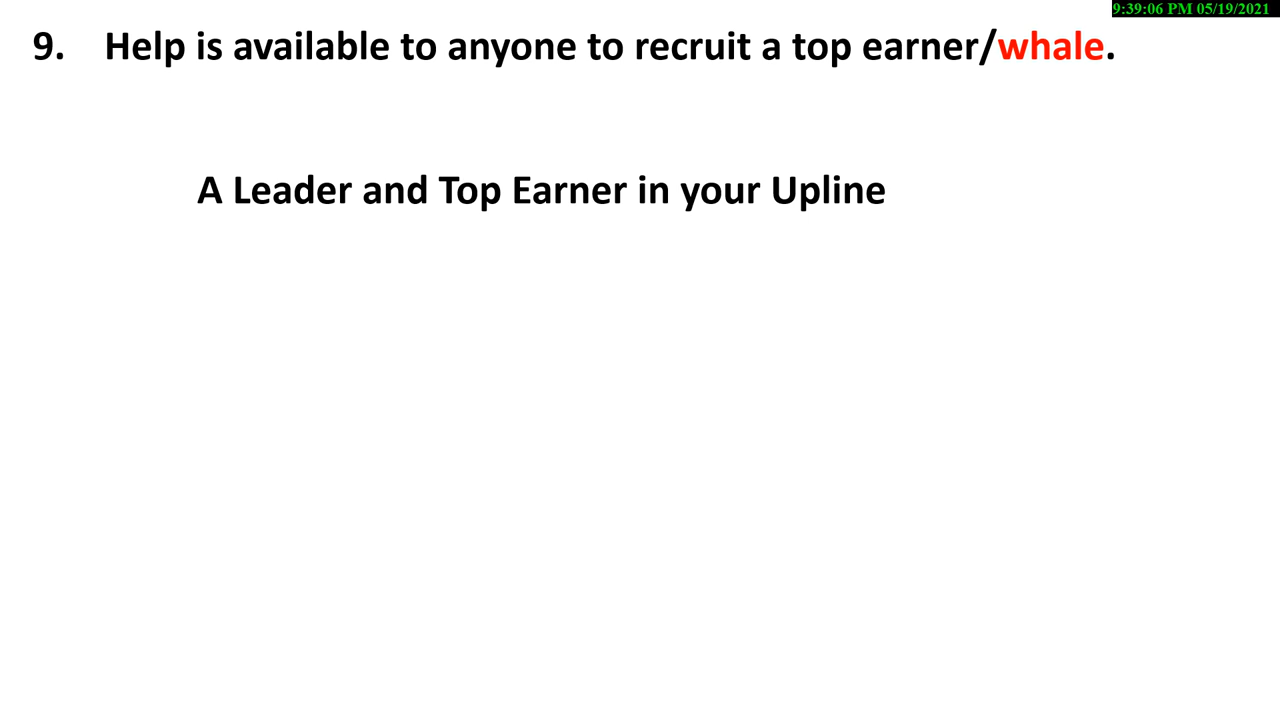 9:39:06 PM 05/19/2021
9. Help is available to anyone to recruit a top earner/whale.
A Leader and Top Earner in your Upline